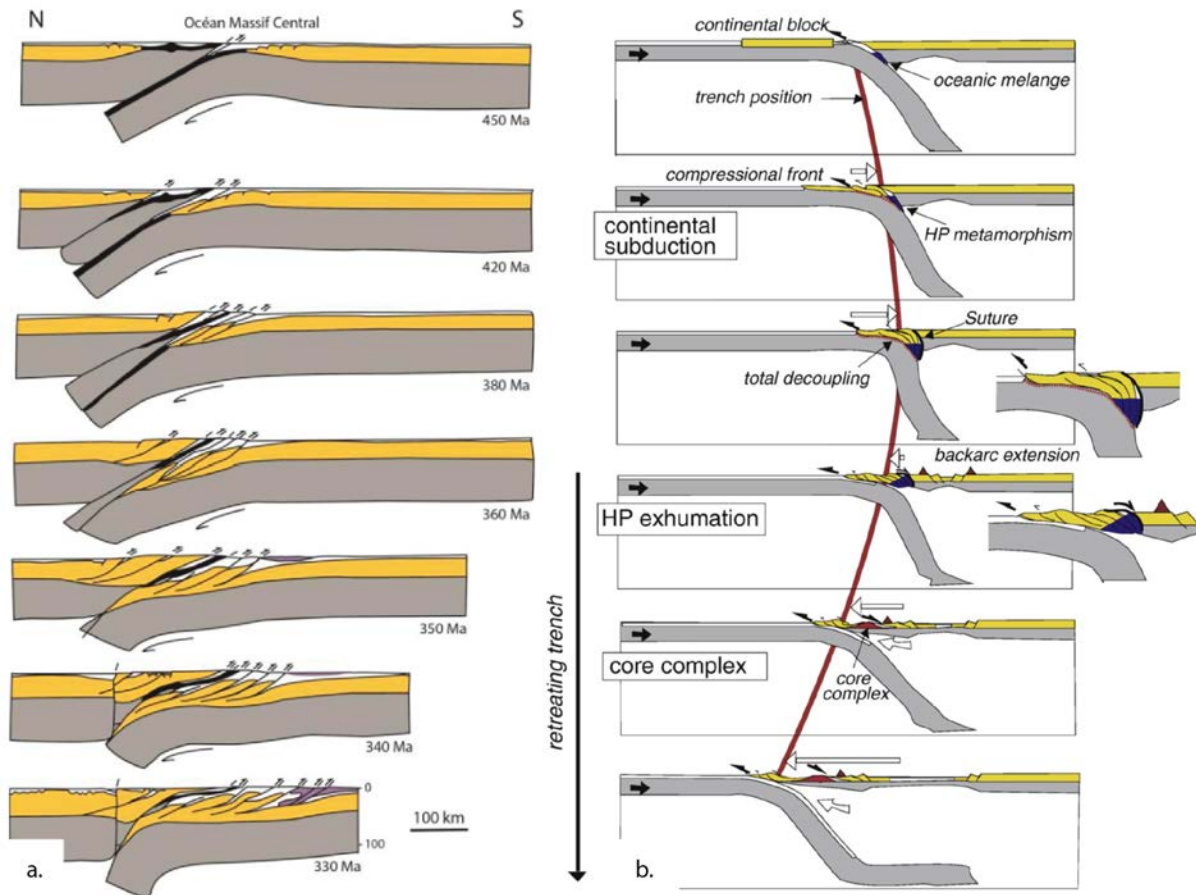 N
S
Océan Massif Central
450 Ma
420 Ma
380 Ma
360 Ma
350 Ma
340 Ma
0
100
330 Ma
100 km
a.
continental block
oceanic melange
trench position
compressional front
continental
subduction
HP metamorphism
Suture
total decoupling
backarc extension
HP exhumation
core complex
core
complex
retreating trench
b.